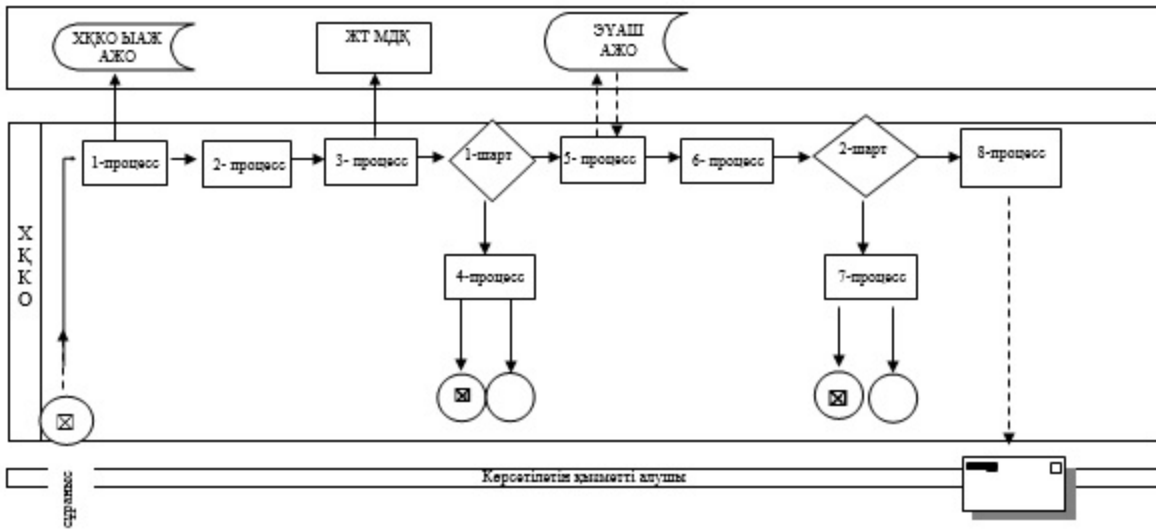 ХҚКО ЫАЖ
АЖО
ЖТ МДҚ
ЭҮАШ
АЖО
1-процесс
2- процесс
3- процесс
1-шарт
5- процесс
6- процесс
2-шарт
8-процесс
Х
Қ
К
О
4-процесс
7-процесс
Көрсетілетін қызметті алушы
сұраныс